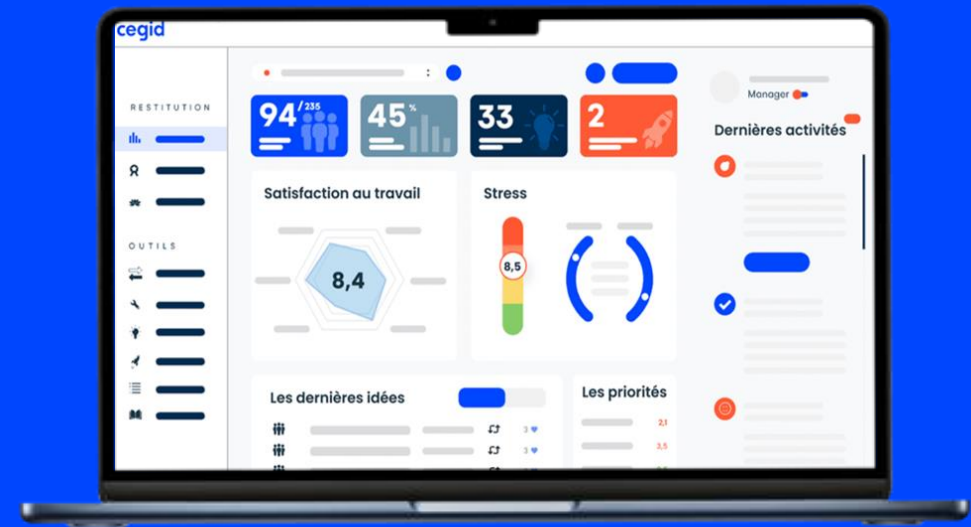 cegid
RESTITUTION
OUTILS
94/235
45%
33
2
Manager
Dernières activités
Satisfaction au travail
8,4
Stress
8,5
Les dernières idées
3
3
Les priorités
2,1
2,5